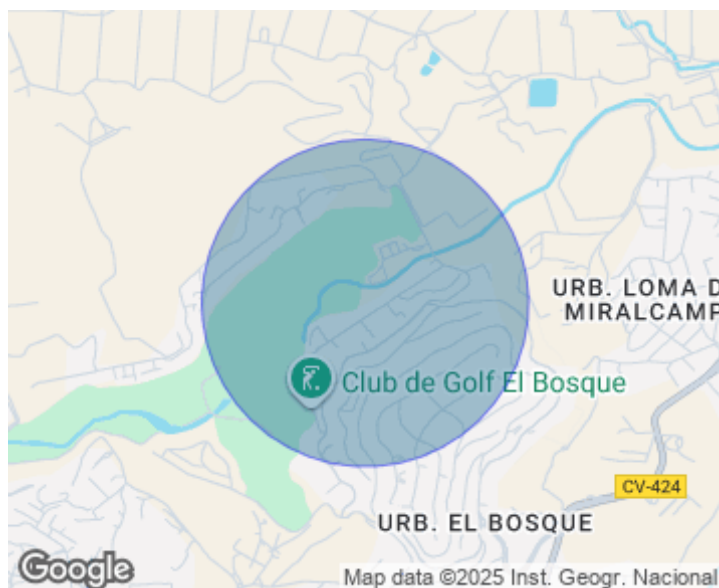 URB. LOMA D
MIRALCAMP
Club de Golf El Bosque
CV-424
URB. EL BOSQUE
Google
Map data ©2025 Inst. Geogr. Nacional